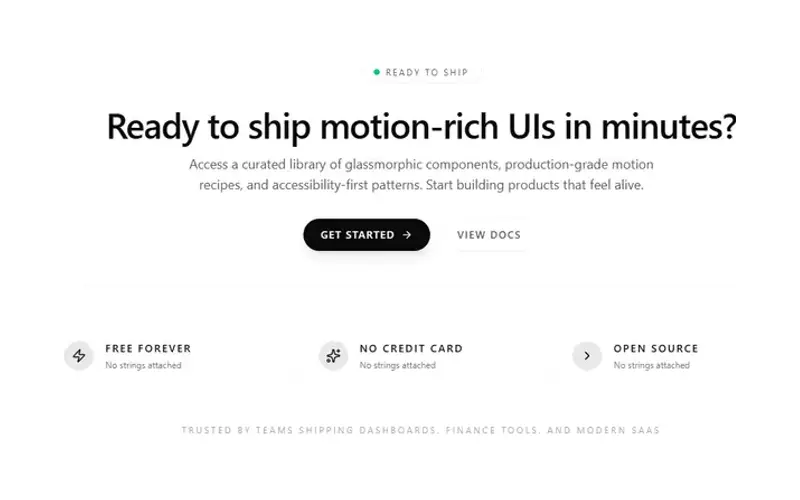 READY TO SHIP
Ready to ship motion-rich UIs in minutes?
Access a curated library of glassmorphic components, production-grade motion
recipes, and accessibility-first patterns. Start building products that feel alive.
GET STARTED →
VIEW DOCS
FREE FOREVER
No strings attached
NO CREDIT CARD
No strings attached
OPEN SOURCE
No strings attached
TRUSTED BY TEAMS SHIPPING DASHBOARDS, FINANCE TOOLS, AND MODERN SAAS